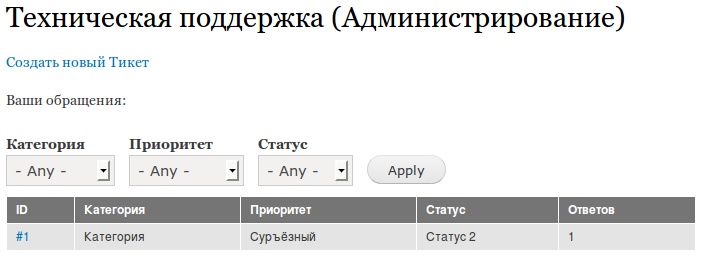 Техническая поддержка (Администрирование)
Создать новый Тикет
Ваши обращения:
Категория Приоритет Статус
- Any - - Any - - Any - Apply
ID Категория Приоритет Статус Ответов
#1 Категория Суръёзный Статус 2 1